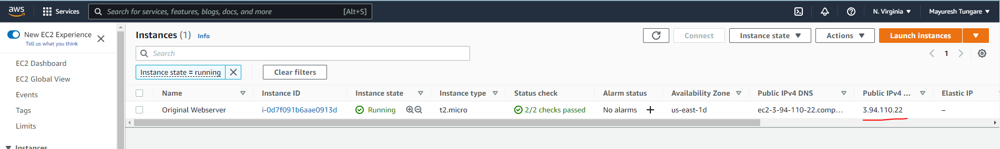 aws Services Search for services, features, blogs, docs, and more [Alt+S] N. Virginia Mayuresh Tungare
New EC2 Experience
Tell us what you think
EC2 Dashboard
EC2 Global View
Events
Tags
Limits
Instances
Instances (1) Info
Connect Instance state Actions Launch instances
Search
1
Instance state = running Clear filters
Name Instance ID Instance state Instance type Status check Alarm status Availability Zone Public IPv4 DNS Public IPv4 ... Elastic IP
Original Webserver i-0d7f091b6aae0913d Running t2.micro 2/2 checks passed No alarms + us-east-1d ec2-3-94-110-22.comp... 3.94.110.22 –